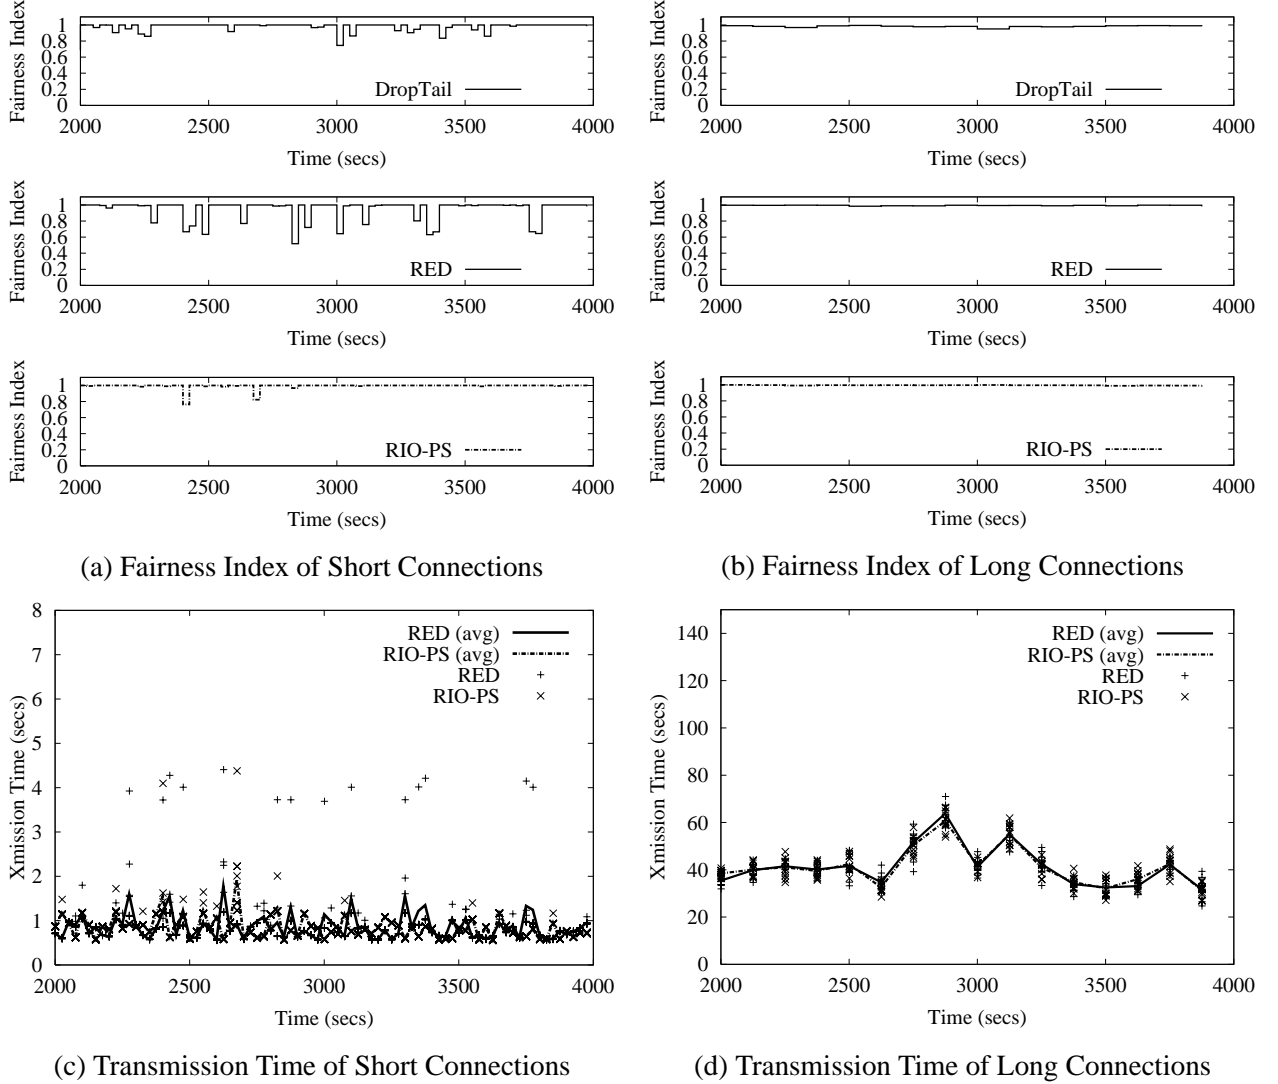 Fairness Index
1
0.8
0.6
0.4
0.2
0
DropTail
2000 2500 3000 3500 4000
Time (secs)
Fairness Index
1
0.8
0.6
0.4
0.2
0
RED
2000 2500 3000 3500 4000
Time (secs)
Fairness Index
1
0.8
0.6
0.4
0.2
0
RIO-PS
2000 2500 3000 3500 4000
Time (secs)
(a) Fairness Index of Short Connections
Fairness Index
1
0.8
0.6
0.4
0.2
0
DropTail
2000 2500 3000 3500 4000
Time (secs)
Fairness Index
1
0.8
0.6
0.4
0.2
0
RED
2000 2500 3000 3500 4000
Time (secs)
Fairness Index
1
0.8
0.6
0.4
0.2
0
RIO-PS
2000 2500 3000 3500 4000
Time (secs)
(b) Fairness Index of Long Connections
Xmission Time (secs)
8
7
6
5
4
3
2
1
0
RED (avg)
RIO-PS (avg)
RED
RIO-PS
2000 2500 3000 3500 4000
Time (secs)
(c) Transmission Time of Short Connections
Xmission Time (secs)
140
120
100
80
60
40
20
0
RED (avg)
RIO-PS (avg)
RED
RIO-PS
2000 2500 3000 3500 4000
Time (secs)
(d) Transmission Time of Long Connections